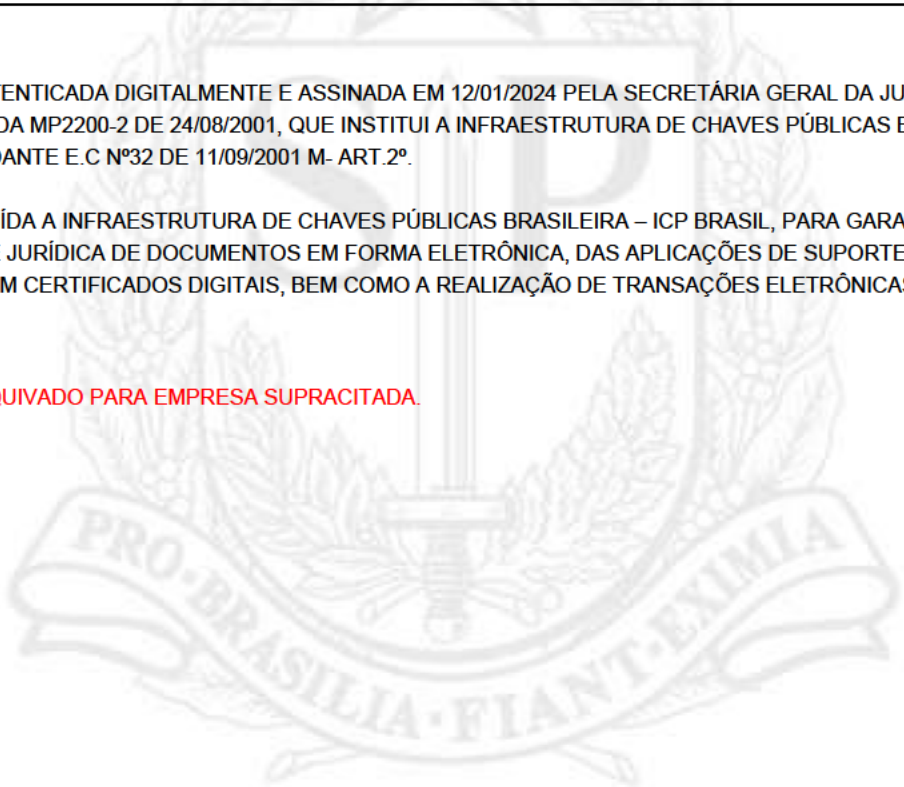 TENTICADA DIGITALMENTE E ASSINADA EM 12/01/2024 PELA SECRETÁRIA GERAL DA JU
DA MP2200-2 DE 24/08/2001, QUE INSTITUI A INFRAESTRUTURA DE CHAVES PÚBLICAS
DANTE E.C Nº32 DE 11/09/2001 M- ART.2º.
ÍDA A INFRAESTRUTURA DE CHAVES PÚBLICAS BRASILEIRA – ICP BRASIL, PARA GARA
E JURÍDICA DE DOCUMENTOS EM FORMA ELETRÔNICA, DAS APLICAÇÕES DE SUPORTE
M CERTIFICADOS DIGITAIS, BEM COMO A REALIZAÇÃO DE TRANSAÇÕES ELETRÔNICAS
QUIVADO PARA EMPRESA SUPRACITADA.
SP
PRO·BRASILIA·FIANT·EXIMIA